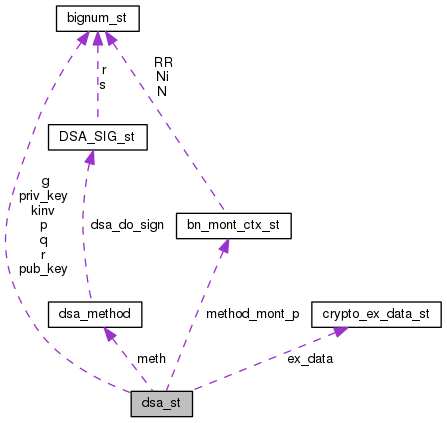 bignum_st
RR
Ni
N
r
s
DSA_SIG_st
g
priv_key
kinv
p
q
r
pub_key
dsa_do_sign
bn_mont_ctx_st
dsa_method
method_mont_p
crypto_ex_data_st
meth
ex_data
dsa_st